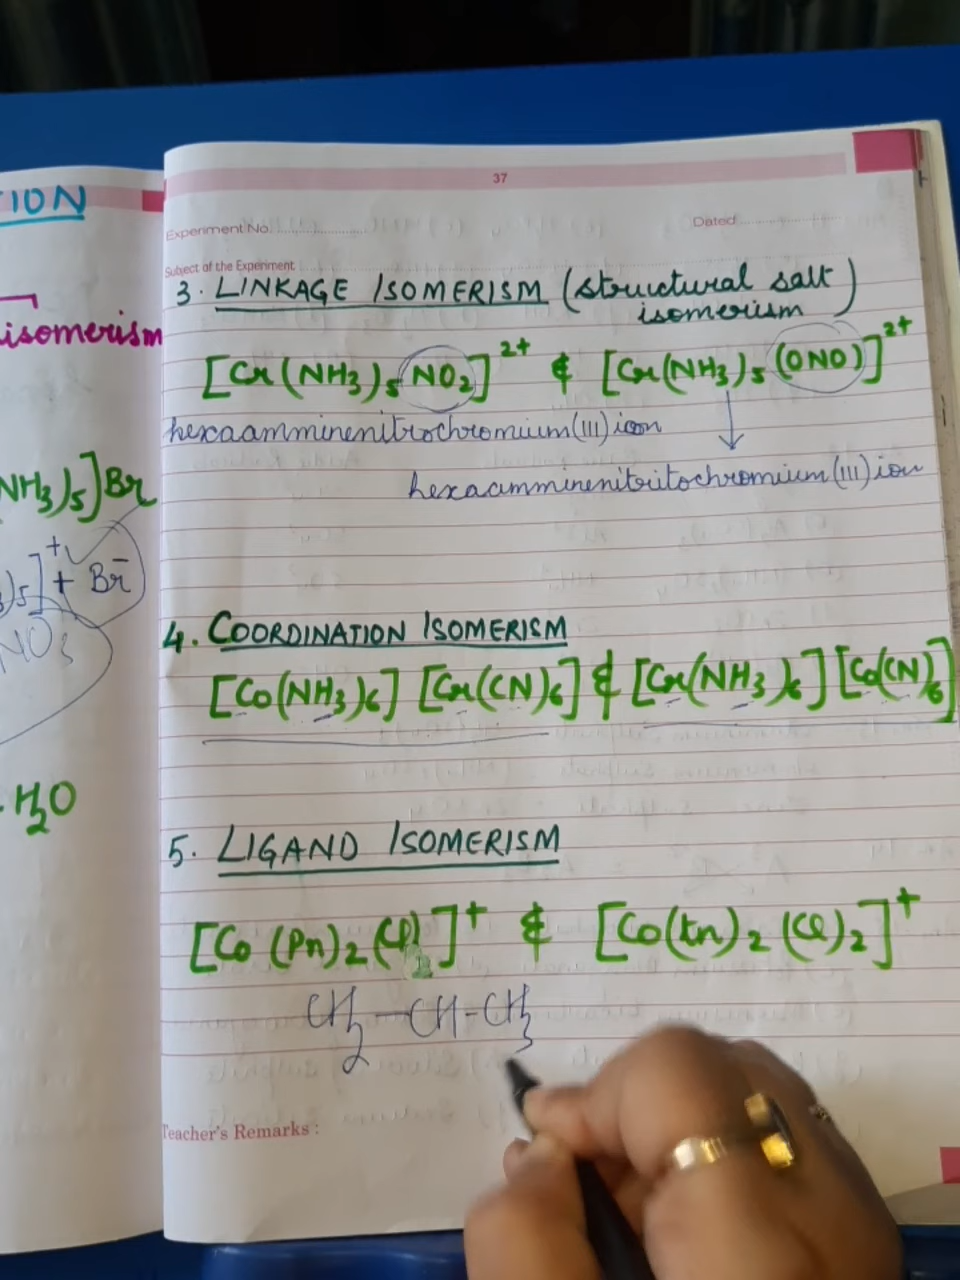 TION
isomerism
NH3)5]Br
)5]+ + Br-
NO3
. H2O
37
Experiment No.
Dated
Subject of the Experiment
3. LINKAGE ISOMERISM (structural salt
isomerism)
[Cr(NH3)5NO2]2+ & [Cr(NH3)5(ONO)]2+
hexaamminenitrochromium(III)ion
hexaamminenitritochromium(III)ion
4. COORDINATION ISOMERISM
[Co(NH3)6] [Cr(CN)6] & [Cr(NH3)6] [Co(CN)6]
5. LIGAND ISOMERISM
[Co(Pn)2(Cl)2]+ & [Co(tn)2(Cl)2]+
CH2-CH-CH3
Teacher's Remarks :